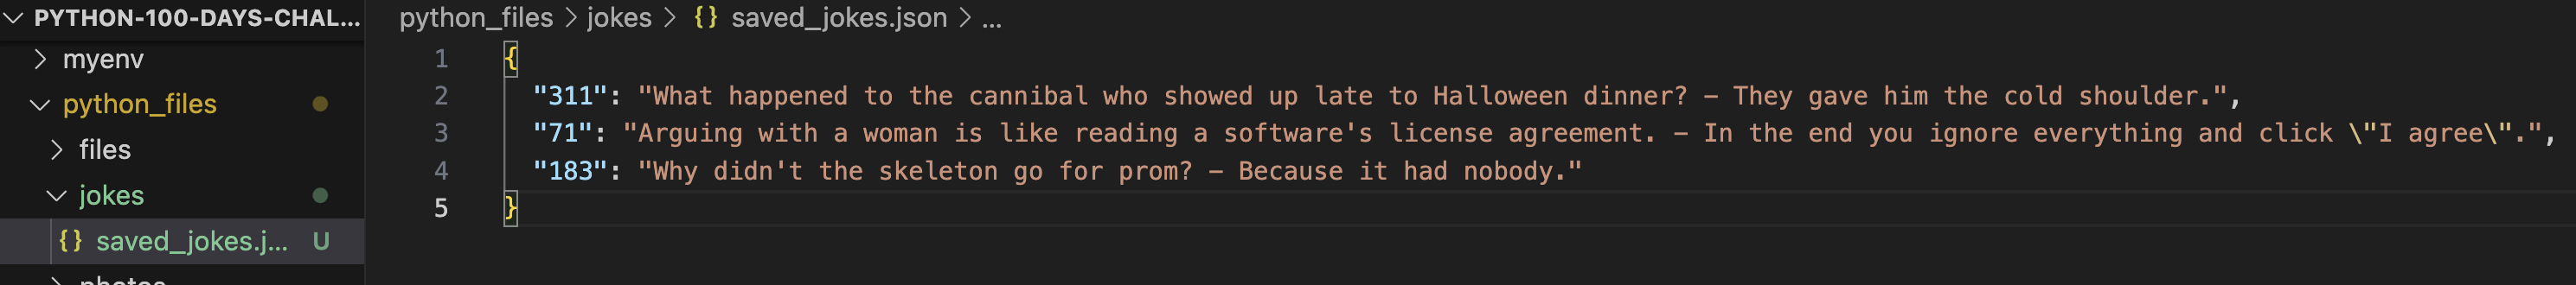 PYTHON-100-DAYS-CHAL...
myenv
python_files
files
jokes
saved_jokes.j... U
photos
python_files > jokes > {} saved_jokes.json > ...
1 {
2 "311": "What happened to the cannibal who showed up late to Halloween dinner? – They gave him the cold shoulder.",
3 "71": "Arguing with a woman is like reading a software's license agreement. – In the end you ignore everything and click \"I agree\".",
4 "183": "Why didn't the skeleton go for prom? – Because it had nobody."
5 }